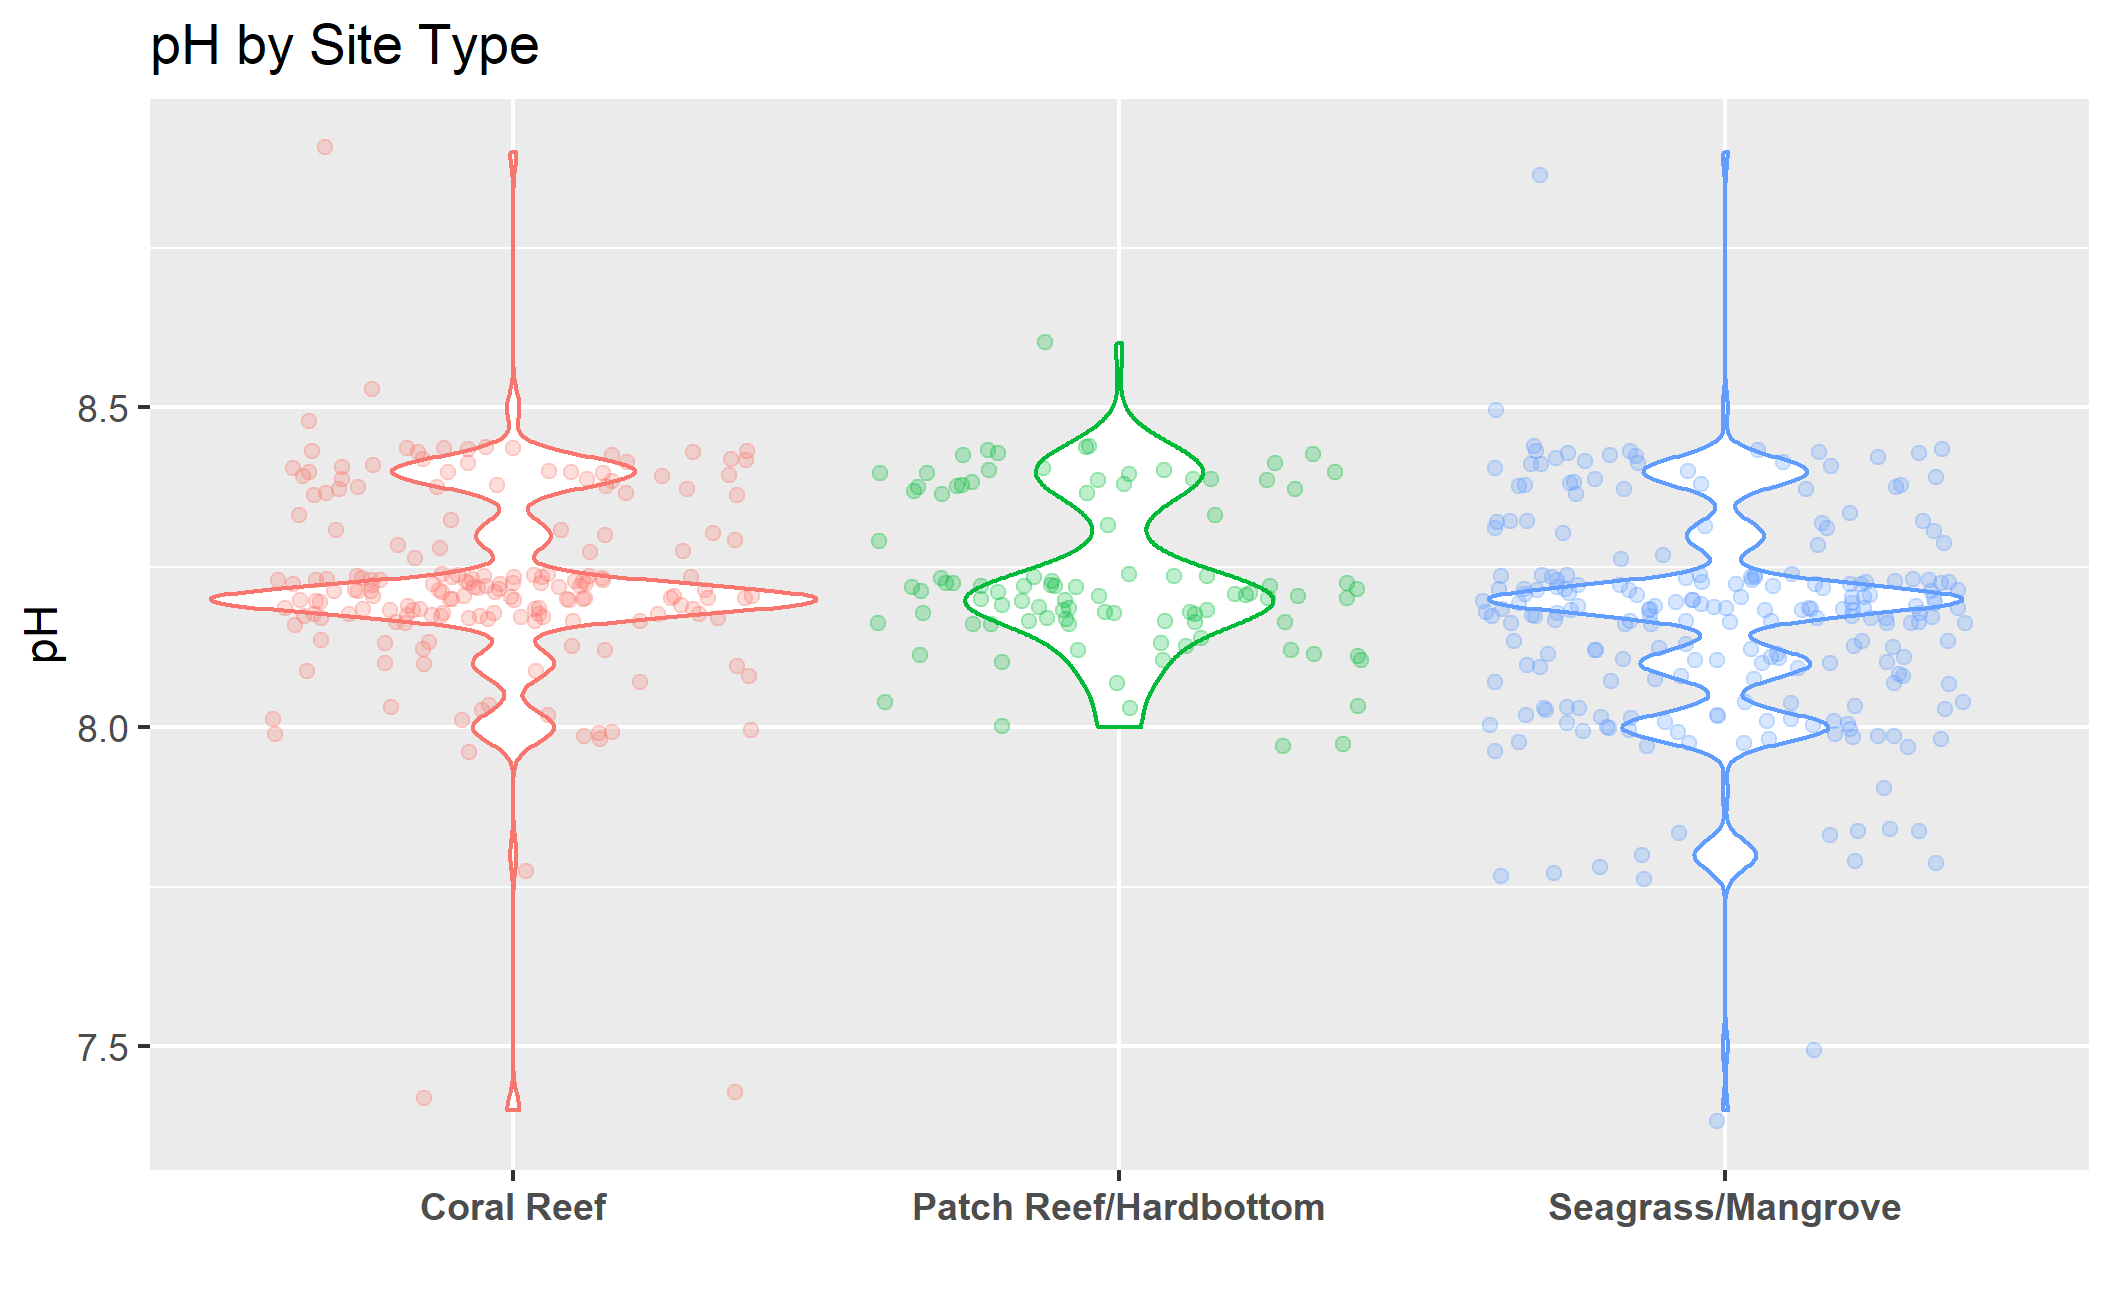 pH by Site Type
pH
8.5
8.0
7.5
Coral Reef
Patch Reef/Hardbottom
Seagrass/Mangrove